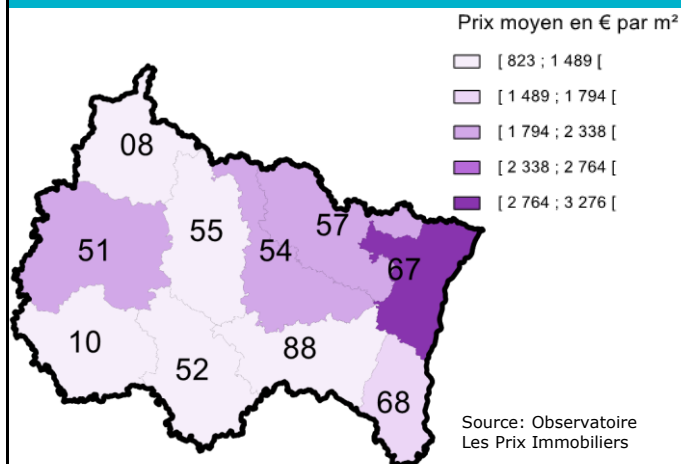 Prix moyen en € par m²
[ 823 ; 1 489 [
[ 1 489 ; 1 794 [
[ 1 794 ; 2 338 [
[ 2 338 ; 2 764 [
[ 2 764 ; 3 276 [
08
55
57
51
54
67
10
52
88
68
Source: Observatoire
Les Prix Immobiliers